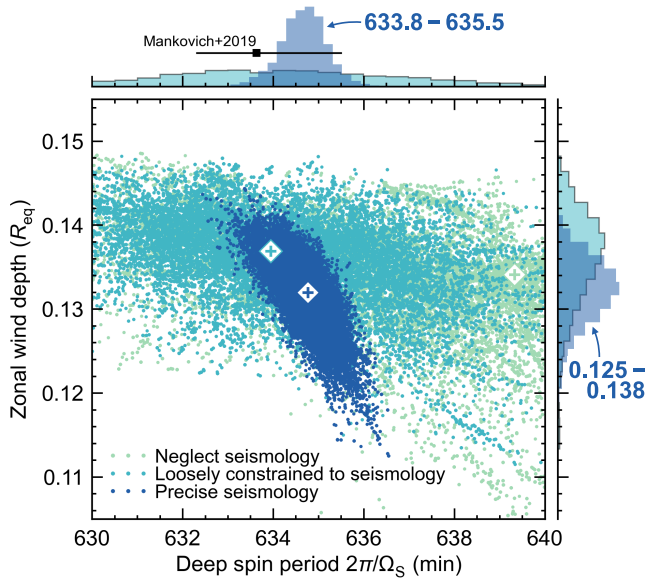 633.8 – 635.5
Mankovich+2019
0.15
0.14
0.13
0.12
0.11
Zonal wind depth (R_eq)
0.125 –
0.138
Neglect seismology
Loosely constrained to seismology
Precise seismology
630 632 634 636 638 640
Deep spin period 2π/Ω_S (min)